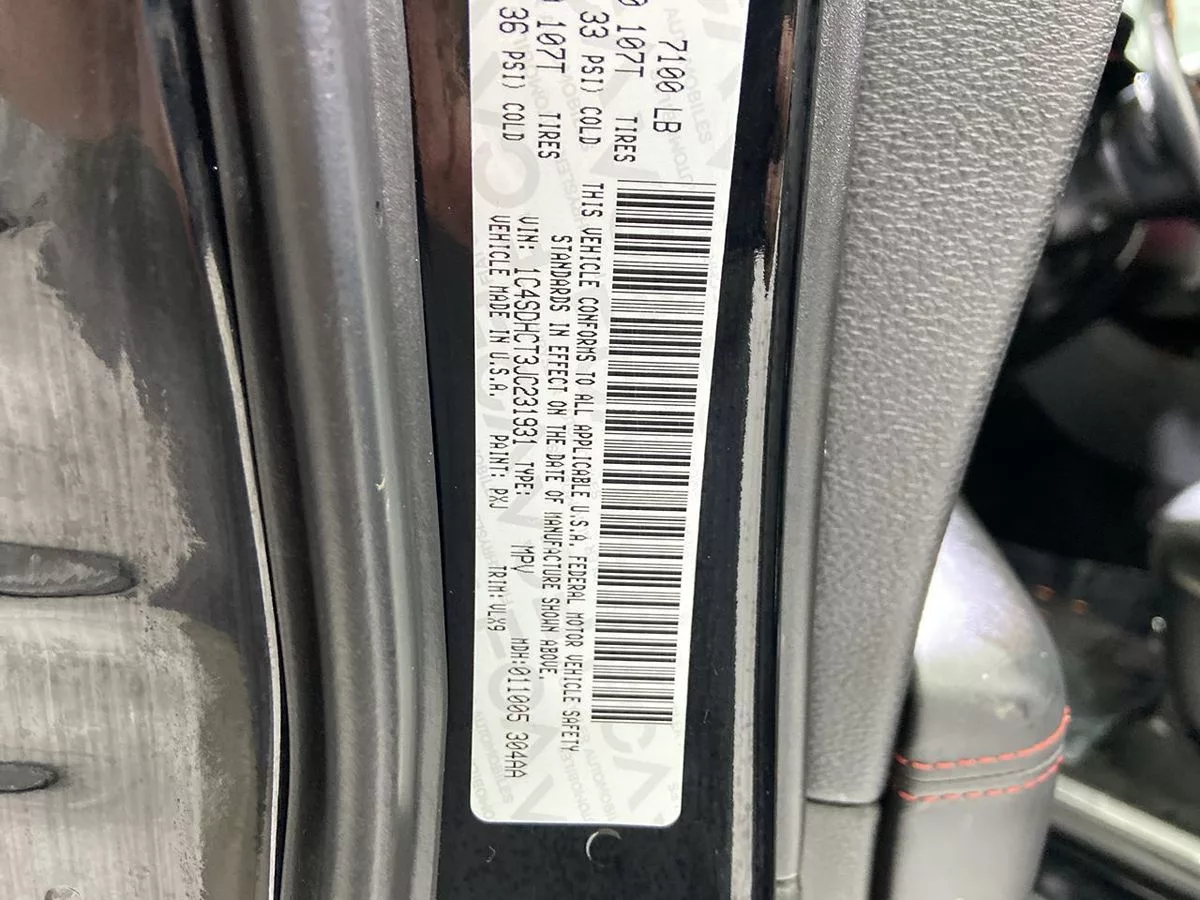 7100 LB
0 107T TIRES
33 PSI) COLD
107T TIRES
36 PSI) COLD
THIS VEHICLE CONFORMS TO ALL APPLICABLE U.S.A. FEDERAL MOTOR VEHICLE SAFETY
STANDARDS IN EFFECT ON THE DATE OF MANUFACTURE SHOWN ABOVE.
VIN: 1C4SDHCT3JC231931 TYPE: MPV
VEHICLE MADE IN U.S.A. PAINT: PXJ TRIM: VLX9 MDH:011005 304AA